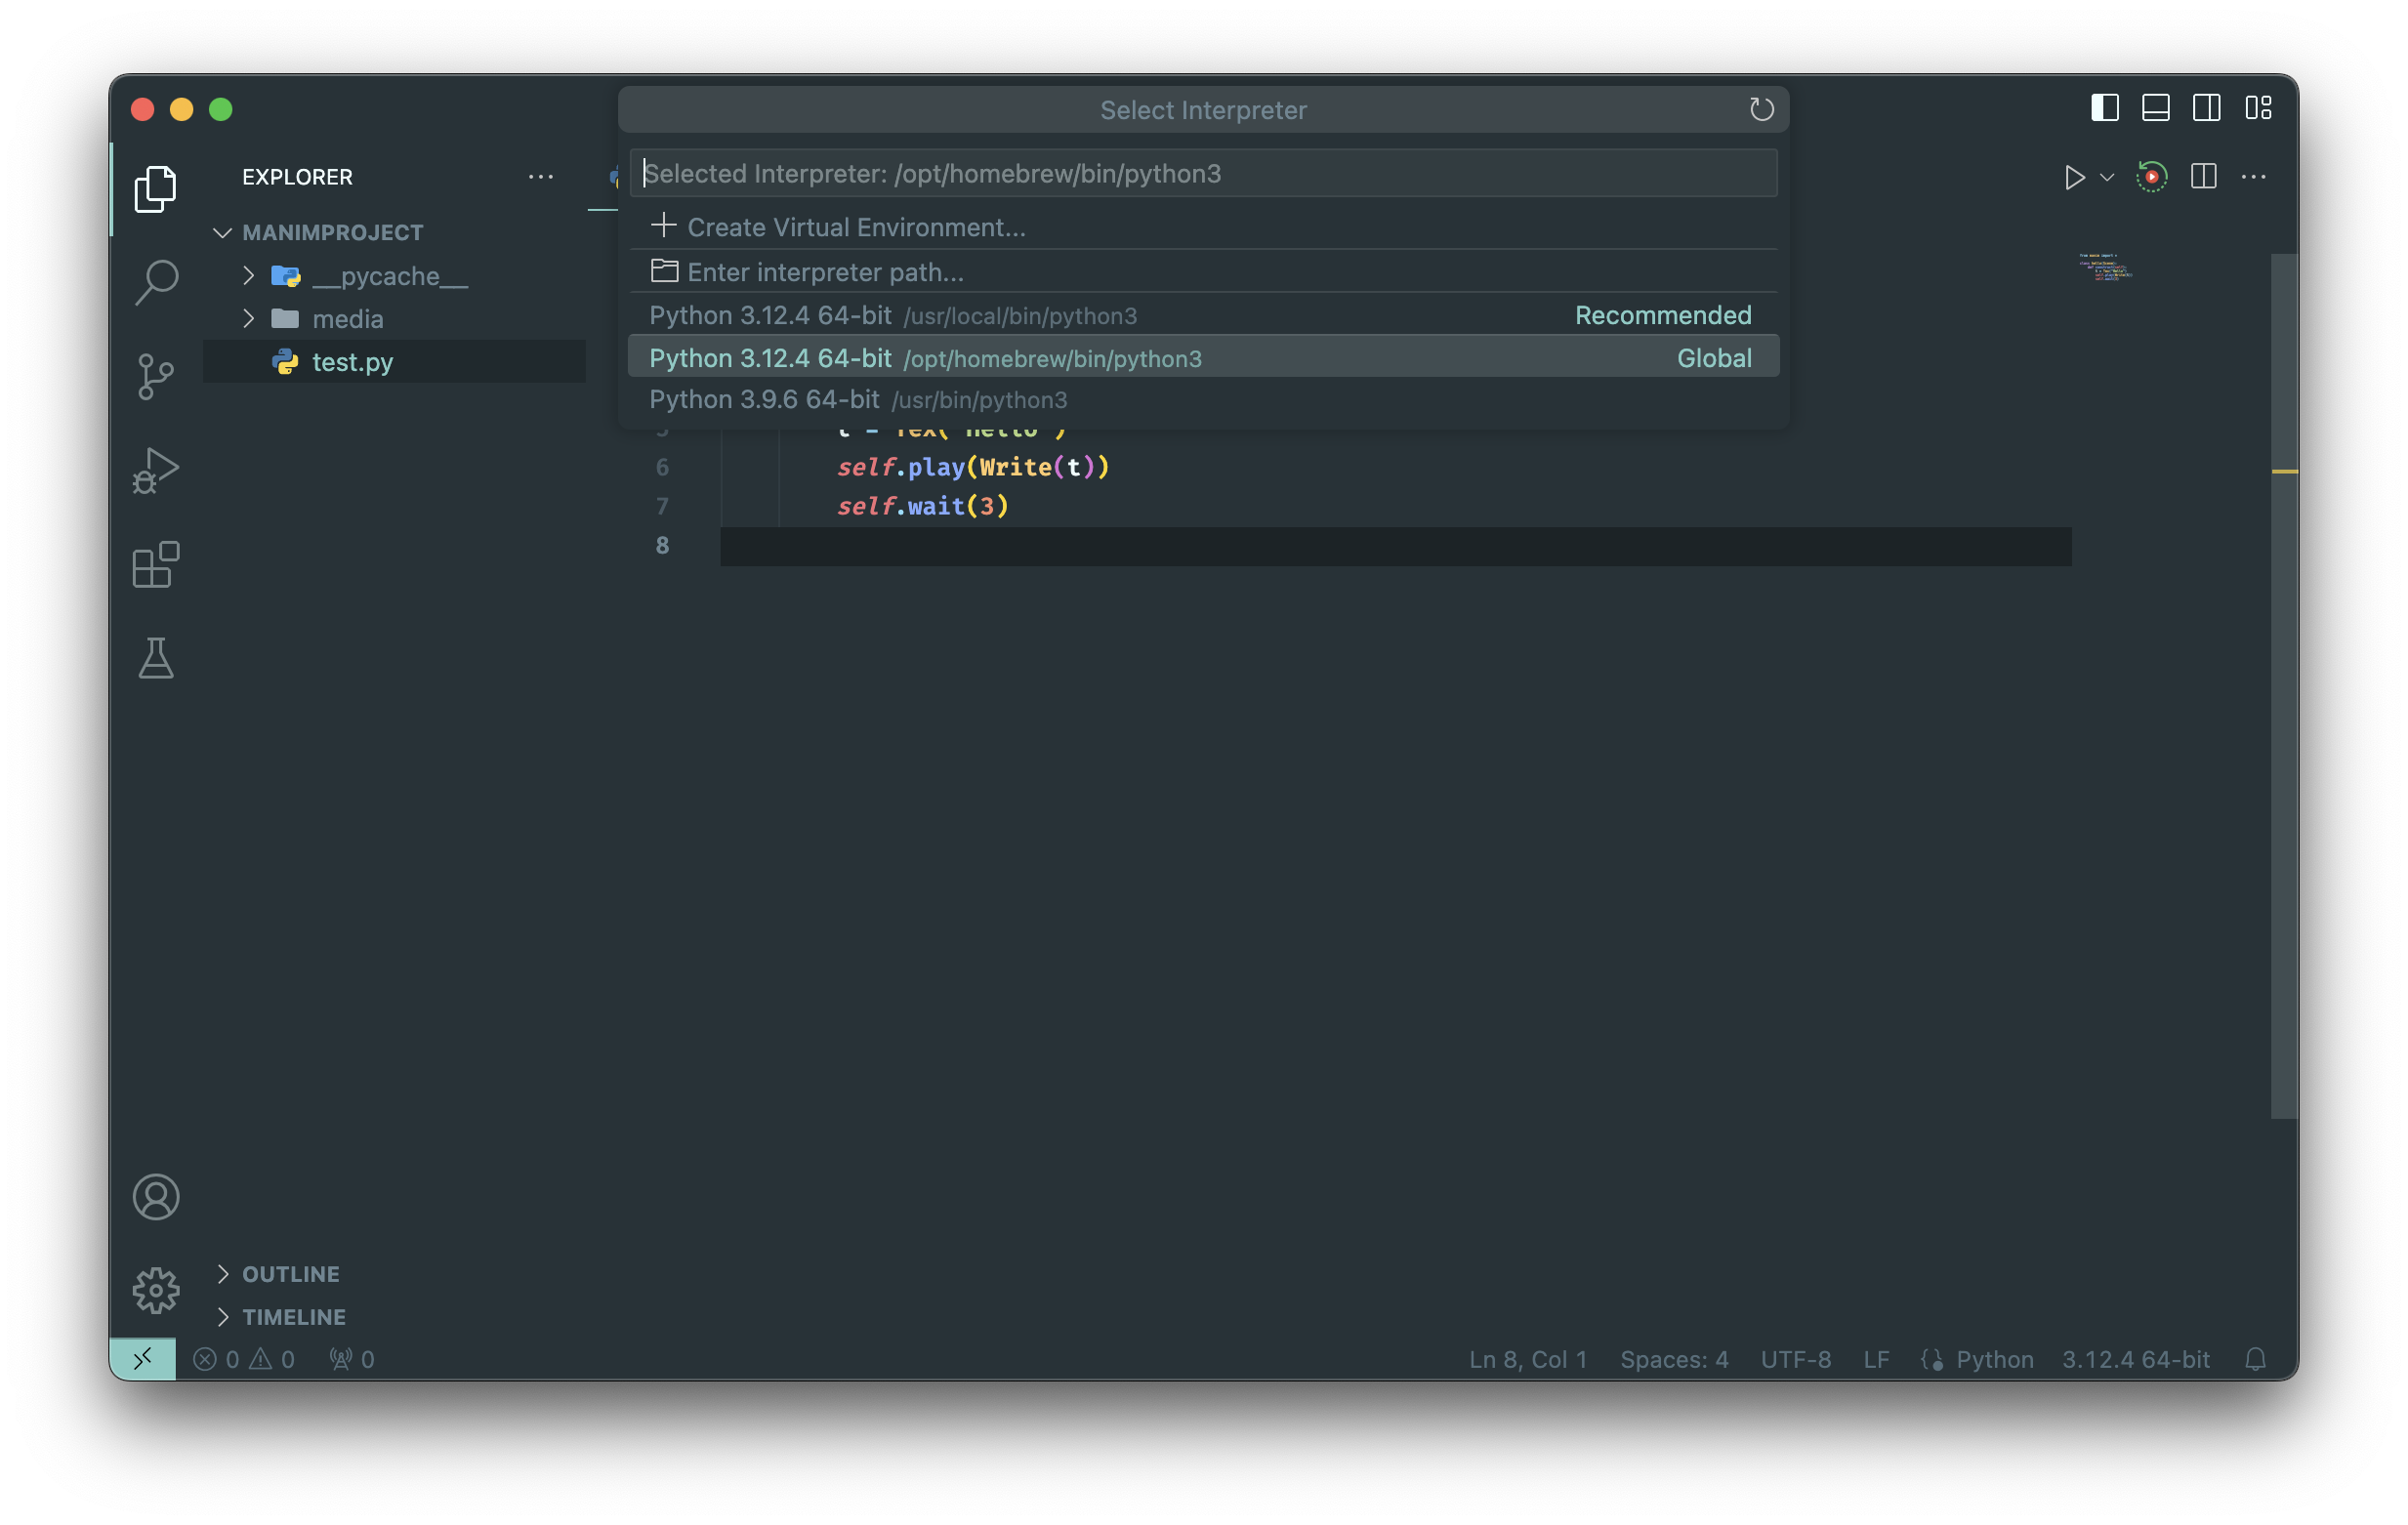 Select Interpreter
EXPLORER
Selected Interpreter: /opt/homebrew/bin/python3
Create Virtual Environment...
Enter interpreter path...
Python 3.12.4 64-bit /usr/local/bin/python3 Recommended
Python 3.12.4 64-bit /opt/homebrew/bin/python3 Global
Python 3.9.6 64-bit /usr/bin/python3
MANIMPROJECT
__pycache__
media
test.py
6 self.play(Write(t))
7 self.wait(3)
8
OUTLINE
TIMELINE
0 0 0 Ln 8, Col 1 Spaces: 4 UTF-8 LF Python 3.12.4 64-bit